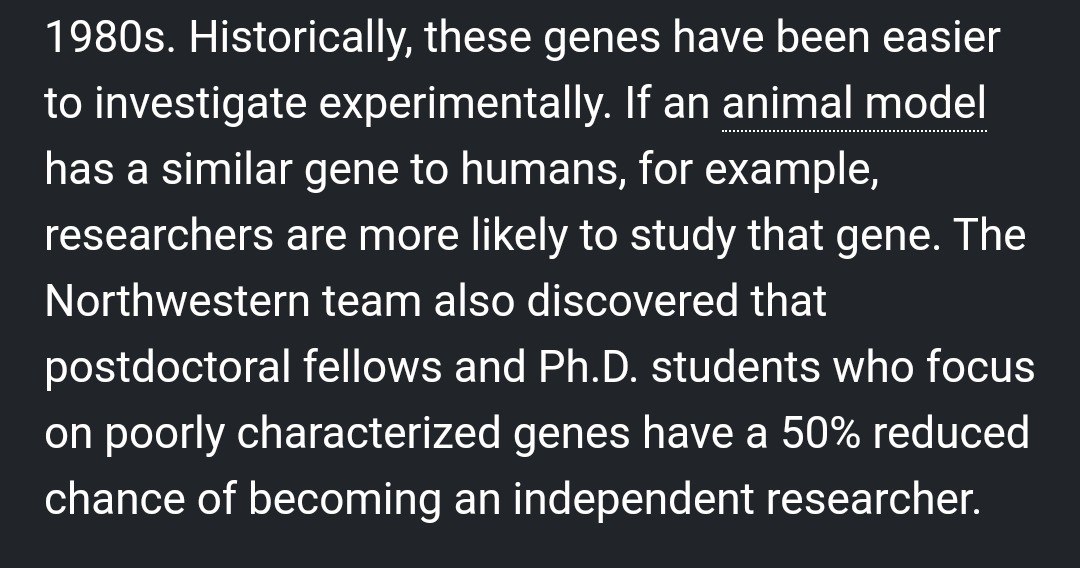 1980s. Historically, these genes have been easier
to investigate experimentally. If an animal model
has a similar gene to humans, for example,
researchers are more likely to study that gene. The
Northwestern team also discovered that
postdoctoral fellows and Ph.D. students who focus
on poorly characterized genes have a 50% reduced
chance of becoming an independent researcher.